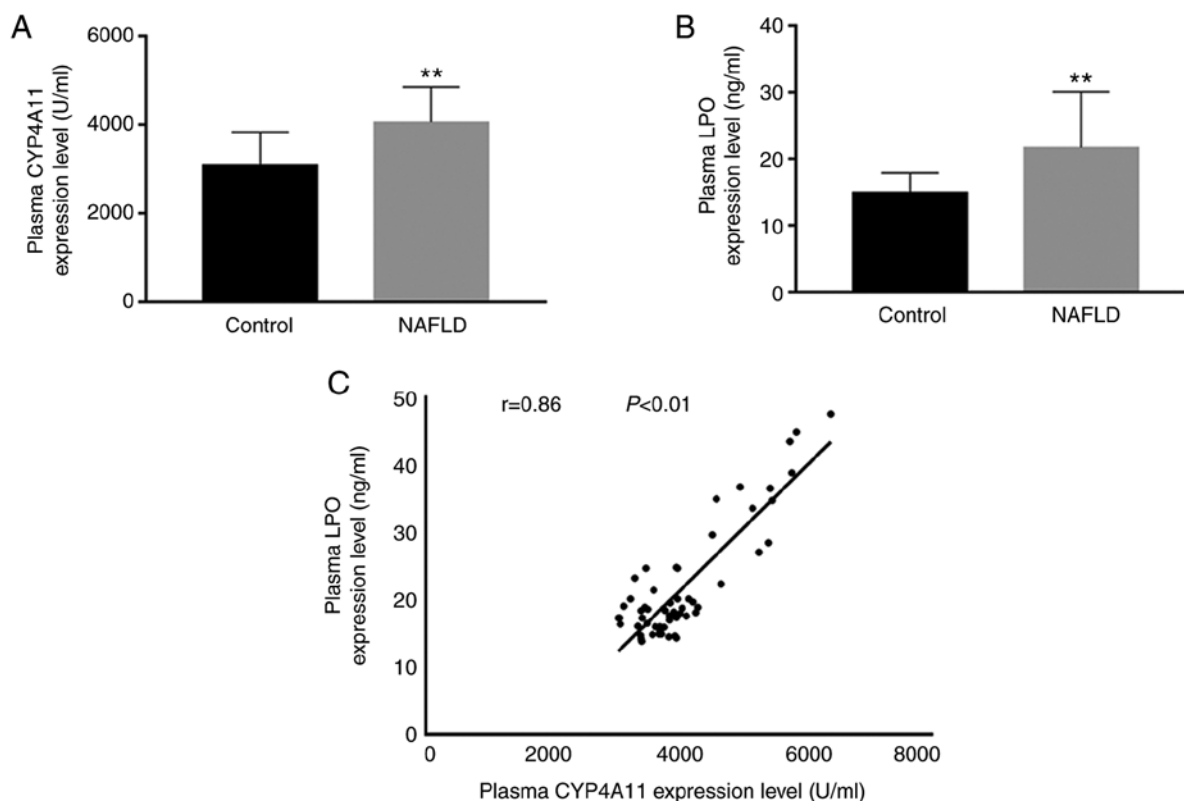 A
Plasma CYP4A11
expression level (U/ml)
6000
4000
2000
0
**
Control
NAFLD
B
Plasma LPO
expression level (ng/ml)
40
30
20
10
0
**
Control
NAFLD
C
r=0.86
P<0.01
Plasma LPO
expression level (ng/ml)
50
40
30
20
10
0
0
2000
4000
6000
8000
Plasma CYP4A11 expression level (U/ml)